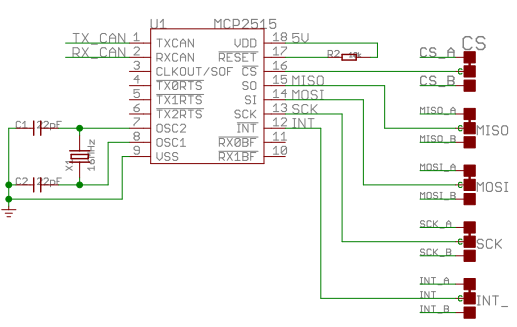 U1 MCP2515
TX_CAN 1 TXCAN VDD 18 5V
RX_CAN 2 RXCAN RESET 17 R2 10k
3 CLKOUT/SOF CS 16
4 TX0RTS SO 15 MISO
5 TX1RTS SI 14 MOSI
6 TX2RTS SCK 13 SCK
7 OSC2 INT 12 INT
8 OSC1 RX0BF 11
9 VSS RX1BF 10
C1 22pF
X1 16MHz
C2 22pF
CS
CS_A
CS_B
MISO_A
MISO
MISO_B
MOSI_A
MOSI
MOSI_B
SCK_A
SCK
SCK_B
INT_A
INT INT_
INT_B